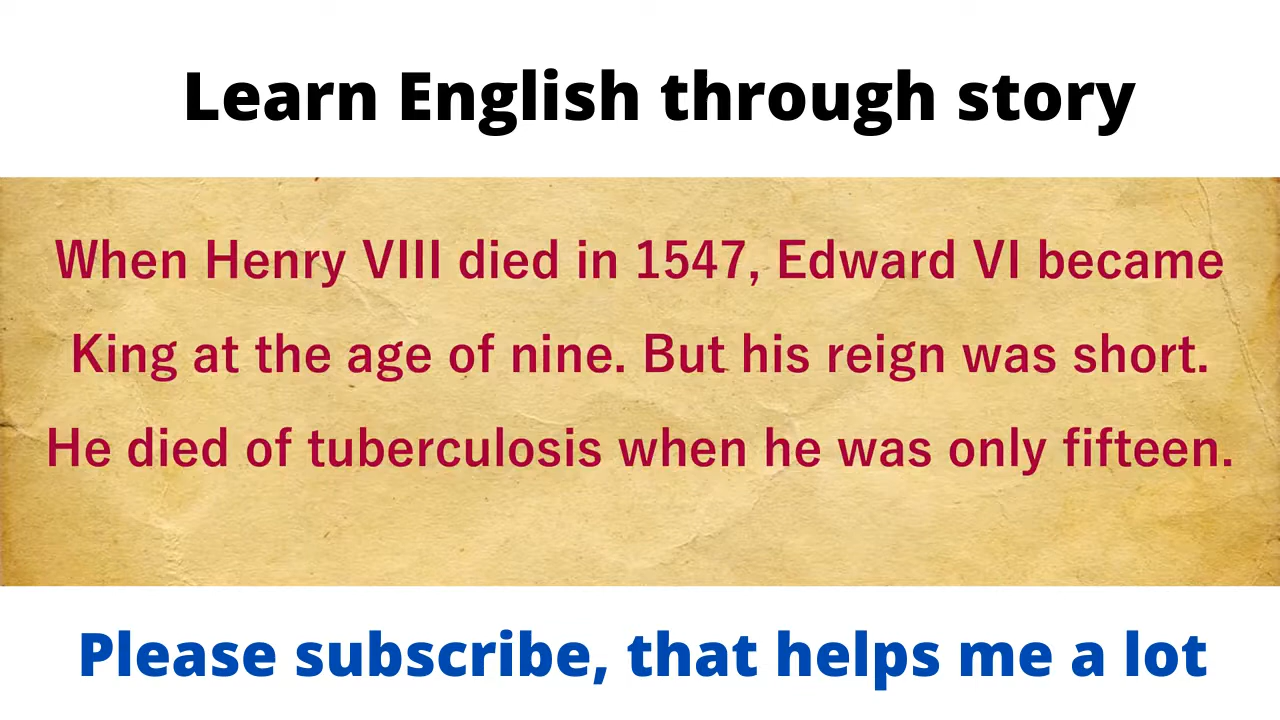 Learn English through story
When Henry VIII died in 1547, Edward VI became
King at the age of nine. But his reign was short.
He died of tuberculosis when he was only fifteen.
Please subscribe, that helps me a lot